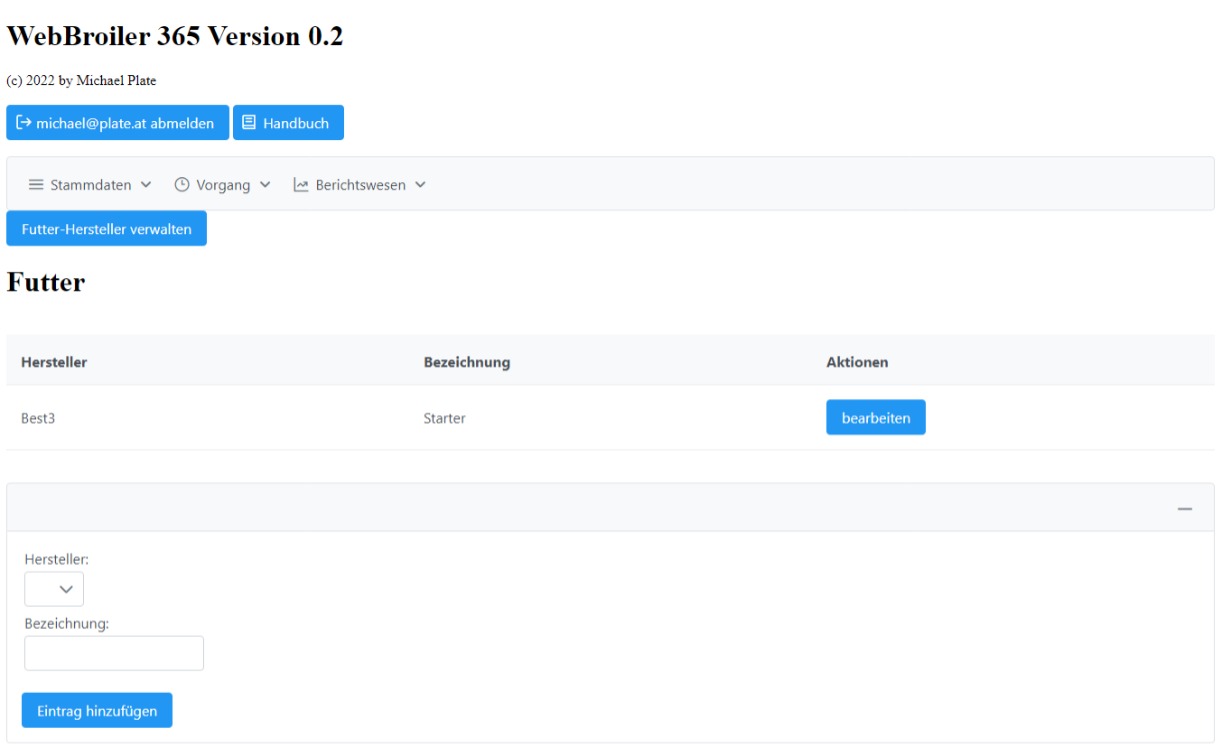 WebBroiler 365 Version 0.2
(c) 2022 by Michael Plate
michael@plate.at abmelden Handbuch
Stammdaten Vorgang Berichtswesen
Futter-Hersteller verwalten
Futter
Hersteller Bezeichnung Aktionen
Best3 Starter bearbeiten
Hersteller:
Bezeichnung:
Eintrag hinzufügen